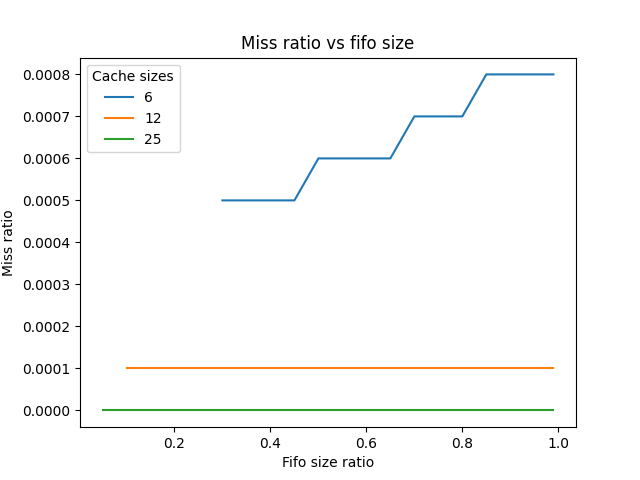 Miss ratio vs fifo size
Cache sizes
6
12
25
0.0008
0.0007
0.0006
0.0005
0.0004
0.0003
0.0002
0.0001
0.0000
Miss ratio
0.2 0.4 0.6 0.8 1.0
Fifo size ratio